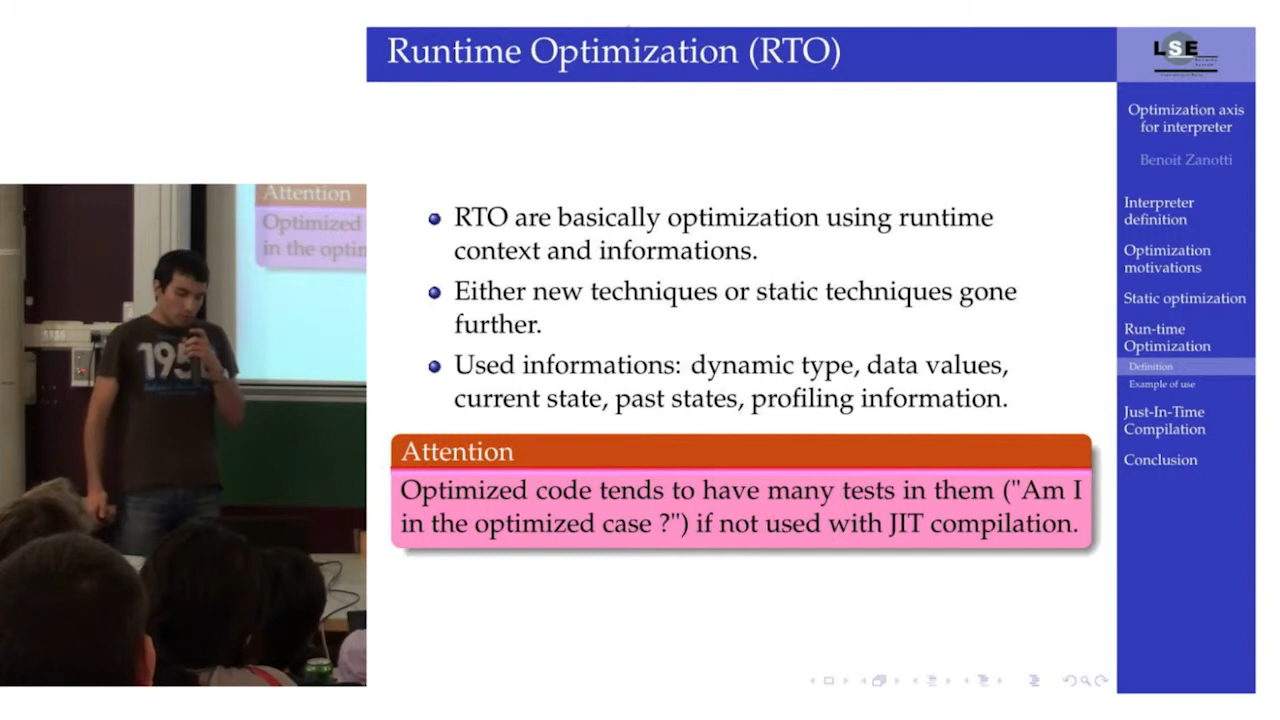 Runtime Optimization (RTO)
LSE
Optimization axis
for interpreter
Benoit Zanotti
Interpreter
definition
Optimization
motivations
Static optimization
Run-time
Optimization
Definition
Example of use
Just-In-Time
Compilation
Conclusion
RTO are basically optimization using runtime
context and informations.
Either new techniques or static techniques gone
further.
Used informations: dynamic type, data values,
current state, past states, profiling information.
Attention
Optimized code tends to have many tests in them ("Am I
in the optimized case ?") if not used with JIT compilation.
Attention
Optimized
in the optim
195